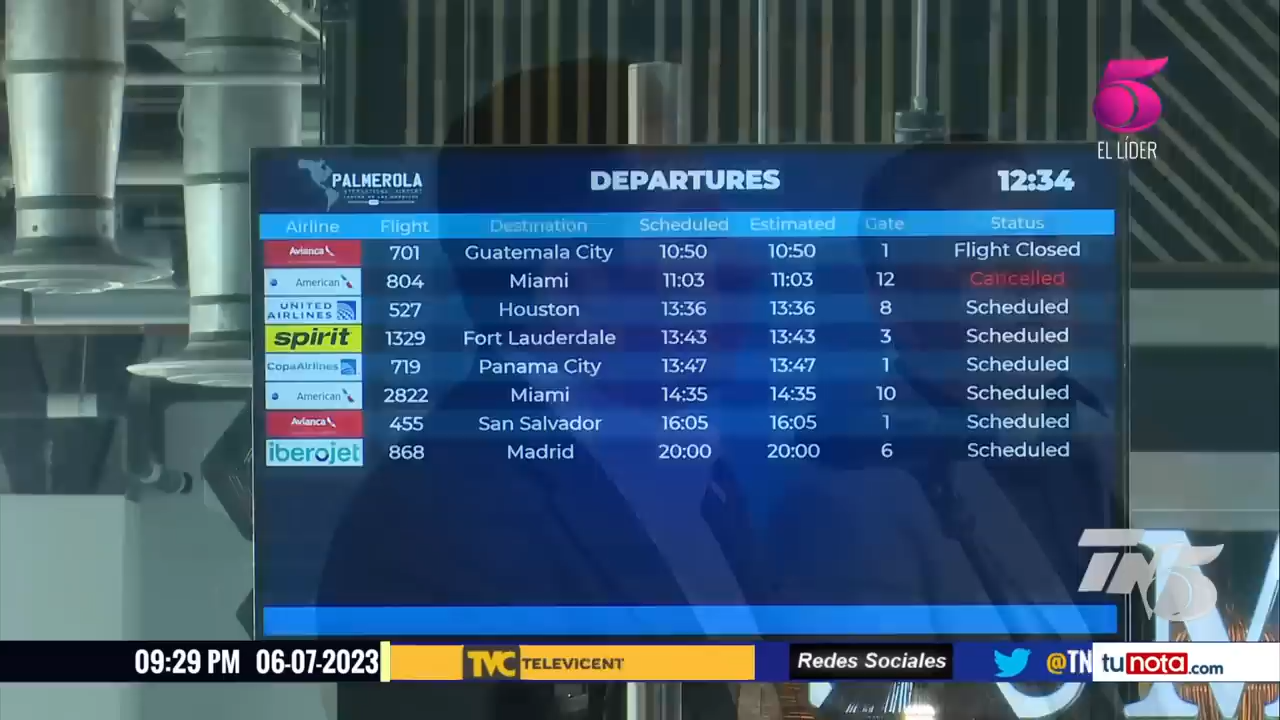 5
EL LÍDER
PALMEROLA
DEPARTURES
12:34
Airline Flight Destination Scheduled Estimated Gate Status
Avianca 701 Guatemala City 10:50 10:50 1 Flight Closed
American 804 Miami 11:03 11:03 12 Cancelled
UNITED AIRLINES 527 Houston 13:36 13:36 8 Scheduled
spirit 1329 Fort Lauderdale 13:43 13:43 3 Scheduled
CopaAirlines 719 Panama City 13:47 13:47 1 Scheduled
American 2822 Miami 14:35 14:35 10 Scheduled
Avianca 455 San Salvador 16:05 16:05 1 Scheduled
iberojet 868 Madrid 20:00 20:00 6 Scheduled
TN5
09:29 PM 06-07-2023 TVC TELEVICENT Redes Sociales @TN tunota.com